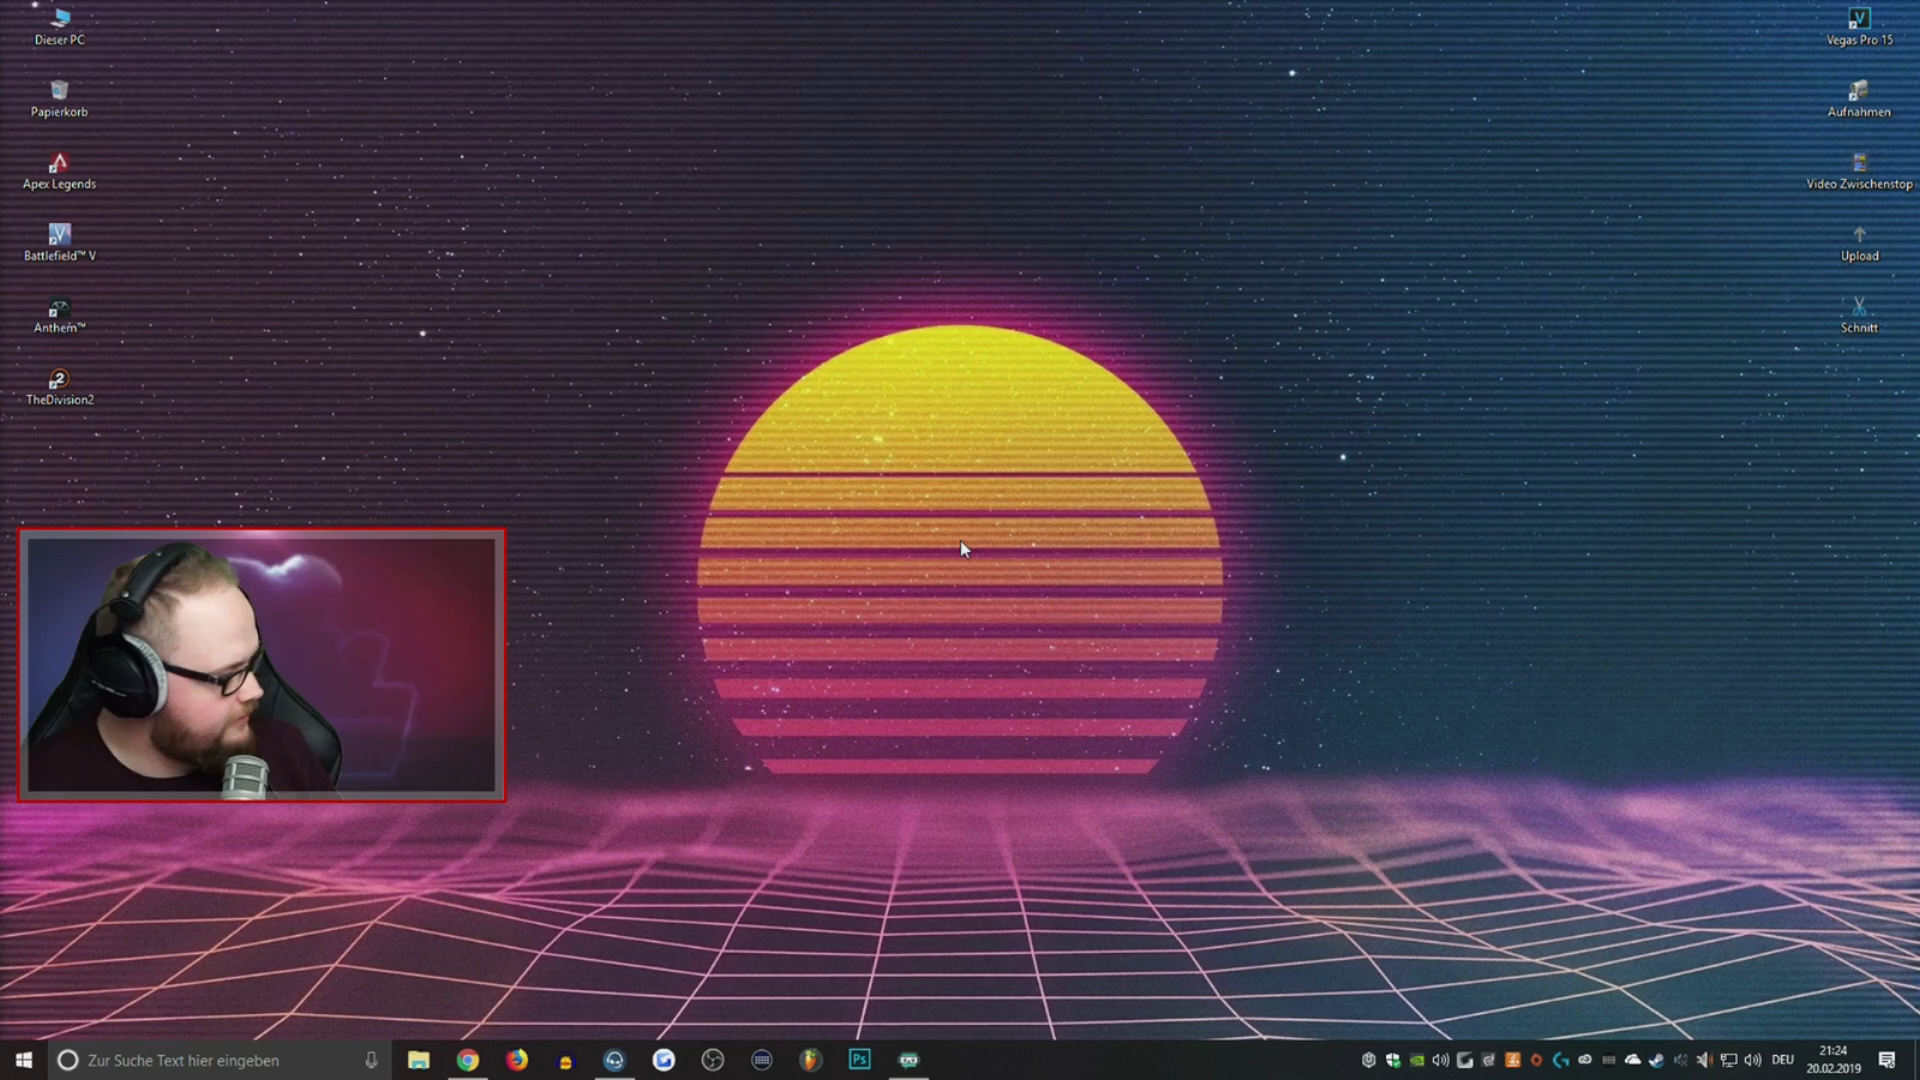 Dieser PC
Papierkorb
Apex Legends
Battlefield™ V
Anthem™
2
TheDivision2
V
Vegas Pro 15
Aufnahmen
Video Zwischenstop
Upload
Schnitt
Zur Suche Text hier eingeben
Ps
DEU
21:24
20.02.2019